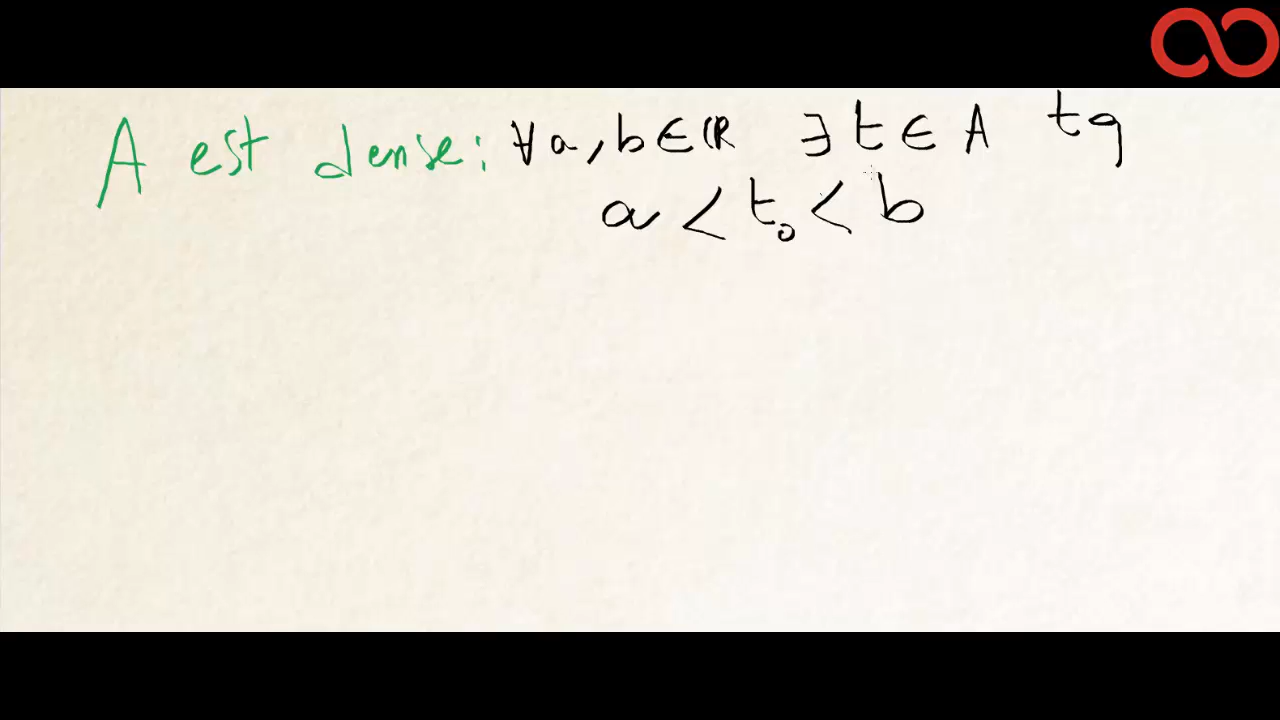 A est dense : ∀ a, b ∈ ℝ ∃ t ∈ A tq
a < t₀ < b